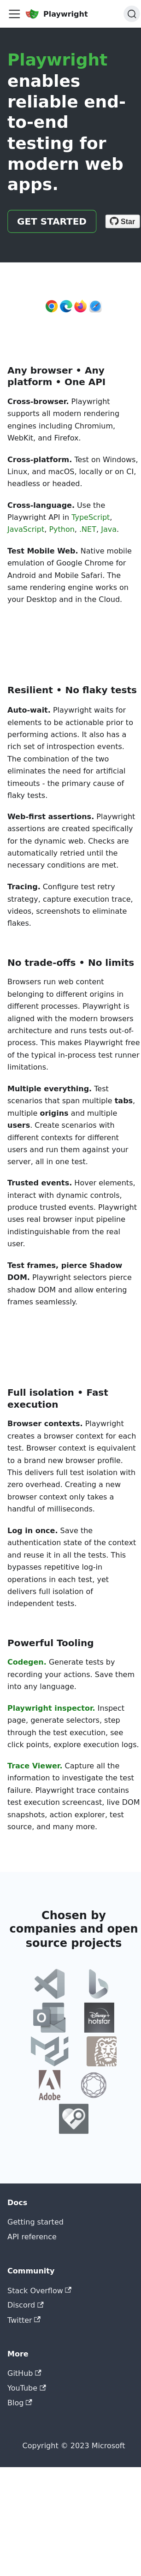 Playwright
Playwright
enables
reliable end-
to-end
testing for
modern web
apps.
GET STARTED
Star
Any browser • Any
platform • One API
Cross-browser. Playwright
supports all modern rendering
engines including Chromium,
WebKit, and Firefox.
Cross-platform. Test on Windows,
Linux, and macOS, locally or on CI,
headless or headed.
Cross-language. Use the
Playwright API in TypeScript,
JavaScript, Python, .NET, Java.
Test Mobile Web. Native mobile
emulation of Google Chrome for
Android and Mobile Safari. The
same rendering engine works on
your Desktop and in the Cloud.
Resilient • No flaky tests
Auto-wait. Playwright waits for
elements to be actionable prior to
performing actions. It also has a
rich set of introspection events.
The combination of the two
eliminates the need for artificial
timeouts - the primary cause of
flaky tests.
Web-first assertions. Playwright
assertions are created specifically
for the dynamic web. Checks are
automatically retried until the
necessary conditions are met.
Tracing. Configure test retry
strategy, capture execution trace,
videos, screenshots to eliminate
flakes.
No trade-offs • No limits
Browsers run web content
belonging to different origins in
different processes. Playwright is
aligned with the modern browsers
architecture and runs tests out-of-
process. This makes Playwright free
of the typical in-process test runner
limitations.
Multiple everything. Test
scenarios that span multiple tabs,
multiple origins and multiple
users. Create scenarios with
different contexts for different
users and run them against your
server, all in one test.
Trusted events. Hover elements,
interact with dynamic controls,
produce trusted events. Playwright
uses real browser input pipeline
indistinguishable from the real
user.
Test frames, pierce Shadow
DOM. Playwright selectors pierce
shadow DOM and allow entering
frames seamlessly.
Full isolation • Fast
execution
Browser contexts. Playwright
creates a browser context for each
test. Browser context is equivalent
to a brand new browser profile.
This delivers full test isolation with
zero overhead. Creating a new
browser context only takes a
handful of milliseconds.
Log in once. Save the
authentication state of the context
and reuse it in all the tests. This
bypasses repetitive log-in
operations in each test, yet
delivers full isolation of
independent tests.
Powerful Tooling
Codegen. Generate tests by
recording your actions. Save them
into any language.
Playwright inspector. Inspect
page, generate selectors, step
through the test execution, see
click points, explore execution logs.
Trace Viewer. Capture all the
information to investigate the test
failure. Playwright trace contains
test execution screencast, live DOM
snapshots, action explorer, test
source, and many more.
Chosen by
companies and open
source projects
Disney+
hotstar
Adobe
Docs
Getting started
API reference
Community
Stack Overflow
Discord
Twitter
More
GitHub
YouTube
Blog
Copyright © 2023 Microsoft